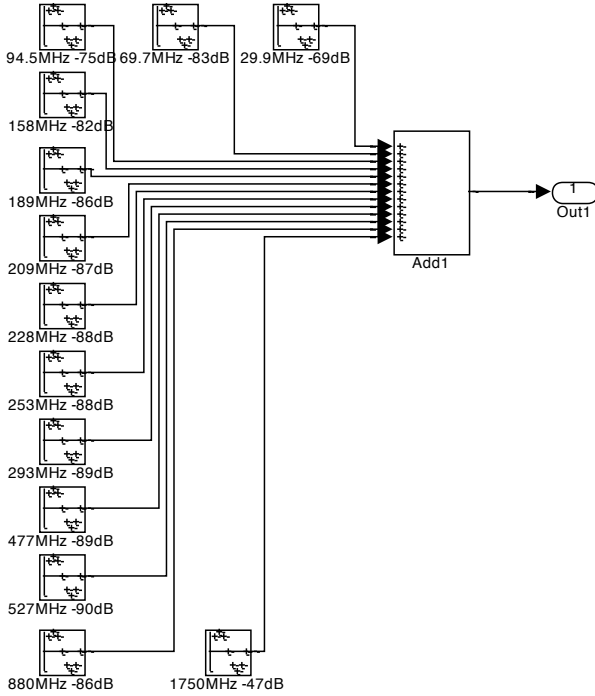 94.5MHz -75dB
69.7MHz -83dB
29.9MHz -69dB
158MHz -82dB
189MHz -86dB
209MHz -87dB
228MHz -88dB
253MHz -88dB
293MHz -89dB
477MHz -89dB
527MHz -90dB
880MHz -86dB
1750MHz -47dB
Add1
1
Out1